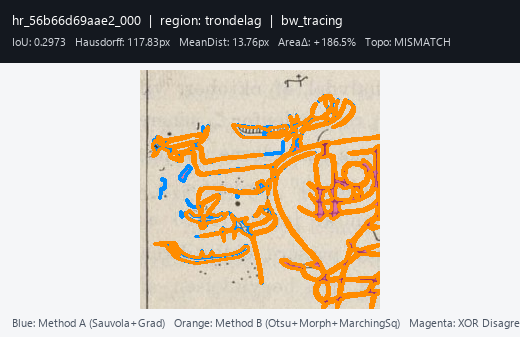 hr_56b66d69aae2_000 | region: trondelag | bw_tracing
IoU: 0.2973 Hausdorff: 117.83px MeanDist: 13.76px AreaΔ: +186.5% Topo: MISMATCH
Blue: Method A (Sauvola+Grad) Orange: Method B (Otsu+Morph+MarchingSq) Magenta: XOR Disagre